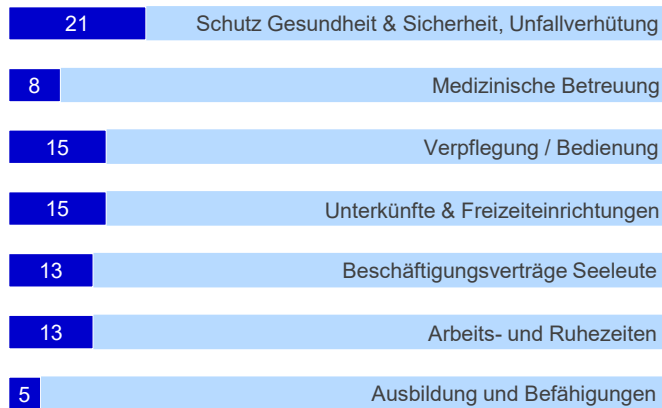 21 Schutz Gesundheit & Sicherheit, Unfallverhütung
8 Medizinische Betreuung
15 Verpflegung / Bedienung
15 Unterkünfte & Freizeiteinrichtungen
13 Beschäftigungsverträge Seeleute
13 Arbeits- und Ruhezeiten
5 Ausbildung und Befähigungen